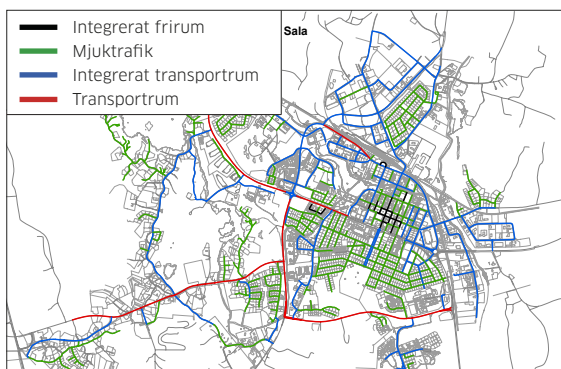 Integrerat frirum
Mjuktrafik
Integrerat transportrum
Transportrum
Sala